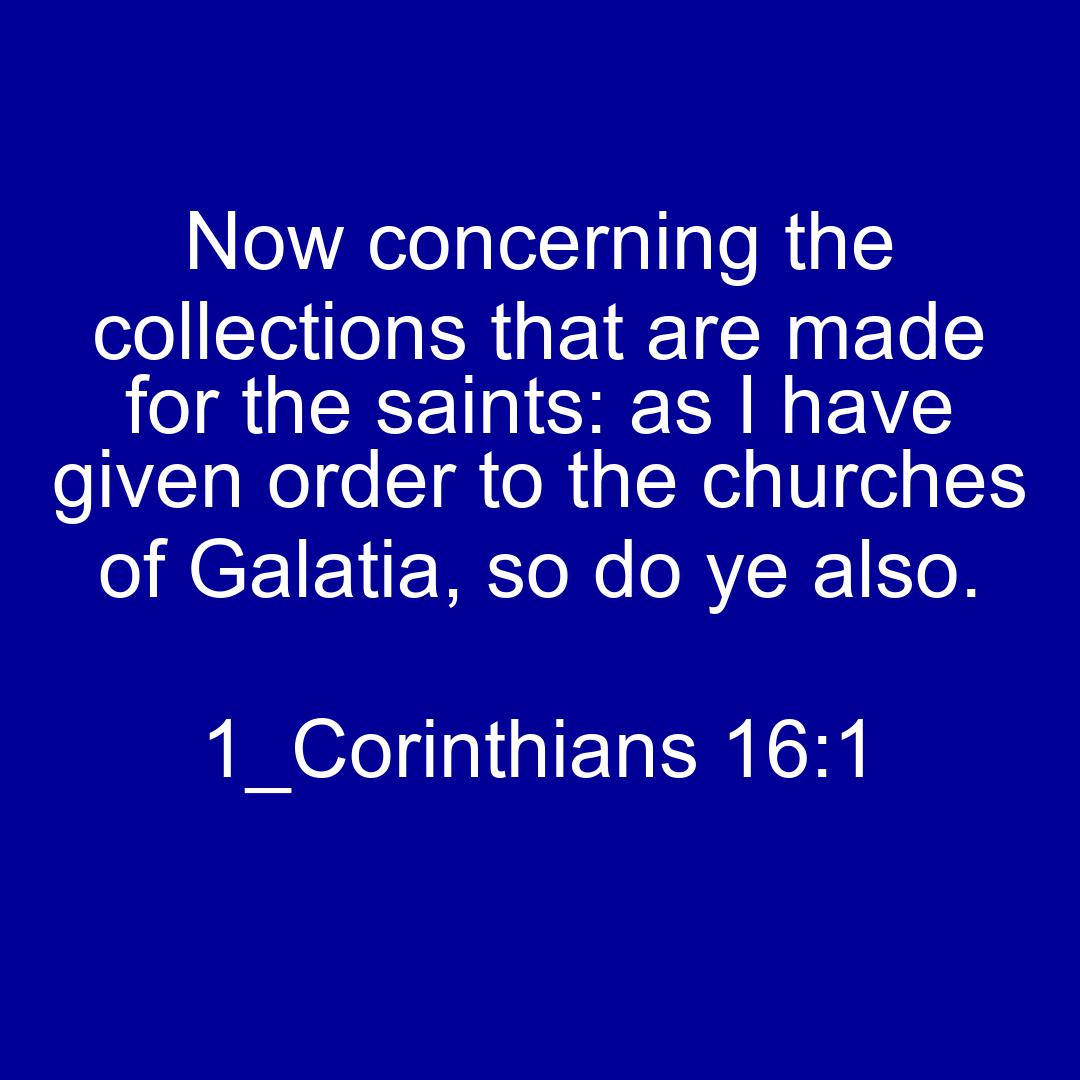 Now concerning the
collections that are made
for the saints: as I have
given order to the churches
of Galatia, so do ye also.
1_Corinthians 16:1